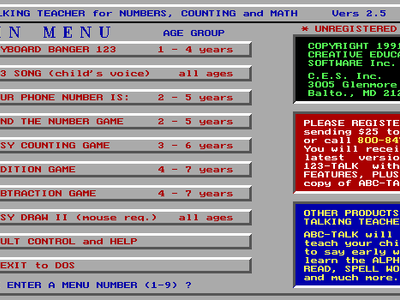 LKING TEACHER for NUMBERS, COUNTING and MATH Vers 2.5
IN MENU AGE GROUP
YBOARD BANGER 123 1 - 4 years
3 SONG (child's voice) all ages
UR PHONE NUMBER IS: 2 - 5 years
ND THE NUMBER GAME 2 - 5 years
SY COUNTING GAME 3 - 6 years
DITION GAME 4 - 7 years
BTRACTION GAME 4 - 7 years
SY DRAW II (mouse req.) all ages
ULT CONTROL and HELP
EXIT to DOS
ENTER A MENU NUMBER (1-9) ?
* UNREGISTERED
COPYRIGHT 1991
CREATIVE EDUCA
SOFTWARE Inc.
C.E.S. Inc.
3005 Glenmore
Balto., MD 212
PLEASE REGISTE
sending $25 to
or call 800-84
You will recei
latest versio
123-TALK with
FEATURES, PLUS
copy of ABC-TA
OTHER PRODUCTS
TALKING TEACHE
ABC-TALK will
teach your chi
to say early w
learn the ALPH
READ, SPELL WO
and much more.